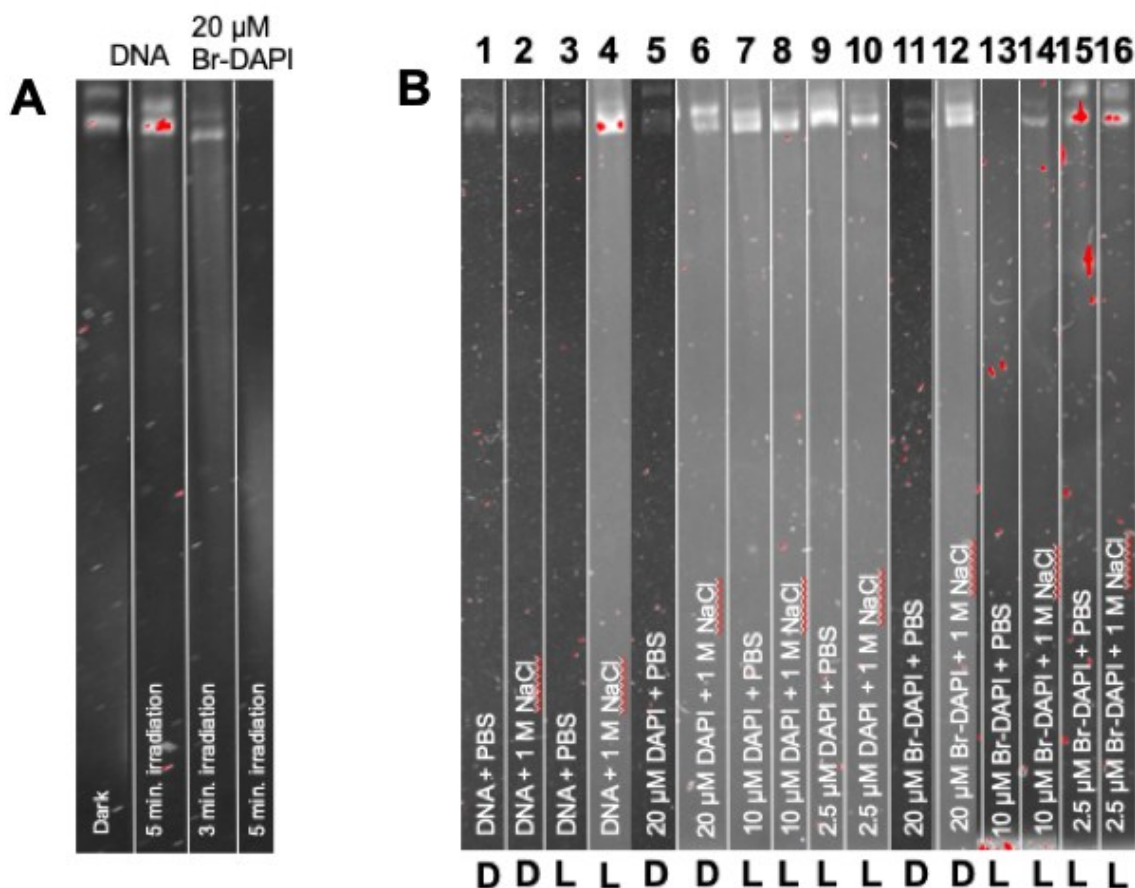 20 µM
DNA Br-DAPI
A
Dark
5 min. irradiation
3 min. irradiation
5 min. irradiation
B
1 2 3 4 5 6 7 8 9 10 11 12 13 14 15 16
DNA + PBS
DNA + 1 M NaCl
DNA + PBS
DNA + 1 M NaCl
20 µM DAPI + PBS
20 µM DAPI + 1 M NaCl
10 µM DAPI + PBS
10 µM DAPI + 1 M NaCl
2.5 µM DAPI + PBS
2.5 µM DAPI + 1 M NaCl
20 µM Br-DAPI + PBS
20 µM Br-DAPI + 1 M NaCl
10 µM Br-DAPI + PBS
10 µM Br-DAPI + 1 M NaCl
2.5 µM Br-DAPI + PBS
2.5 µM Br-DAPI + 1 M NaCl
D D L L D D L L L L D D L L L L